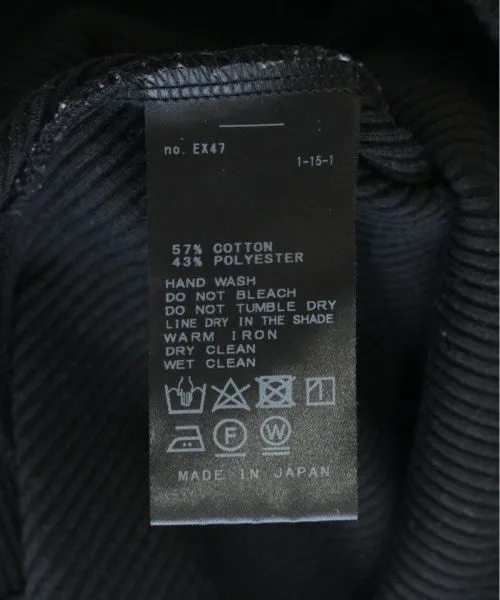 no. EX47
1-15-1
57% COTTON
43% POLYESTER
HAND WASH
DO NOT BLEACH
DO NOT TUMBLE DRY
LINE DRY IN THE SHADE
WARM IRON
DRY CLEAN
WET CLEAN
F W
MADE IN JAPAN